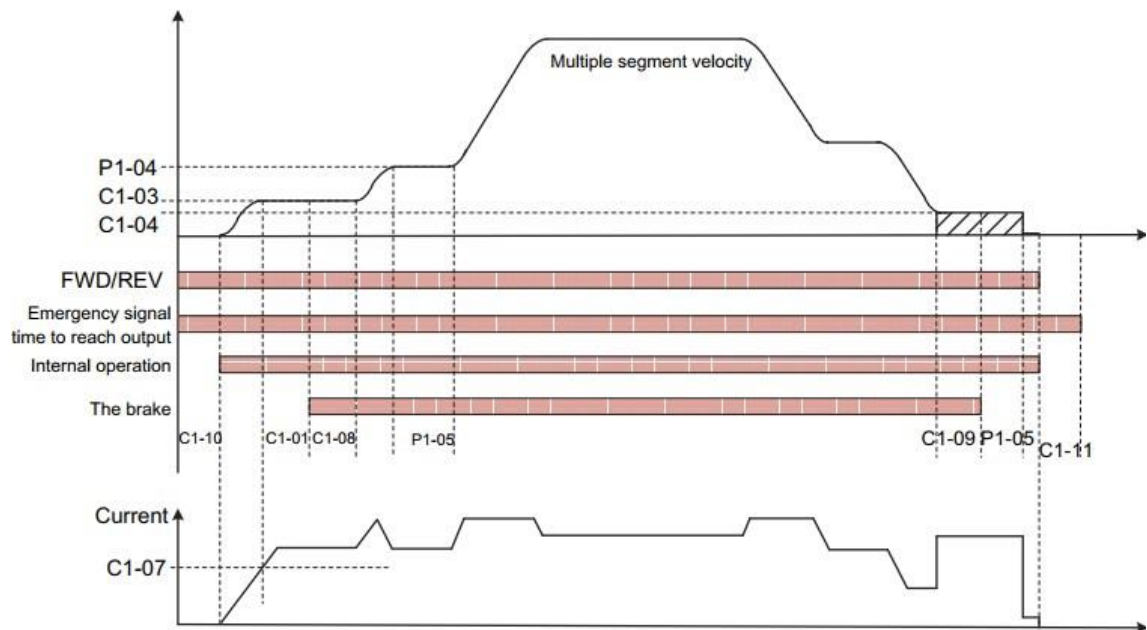 Multiple segment velocity
P1-04
C1-03
C1-04
FWD/REV
Emergency signal
time to reach output
Internal operation
The brake
C1-10
C1-01
C1-08
P1-05
C1-09
P1-05
C1-11
Current
C1-07